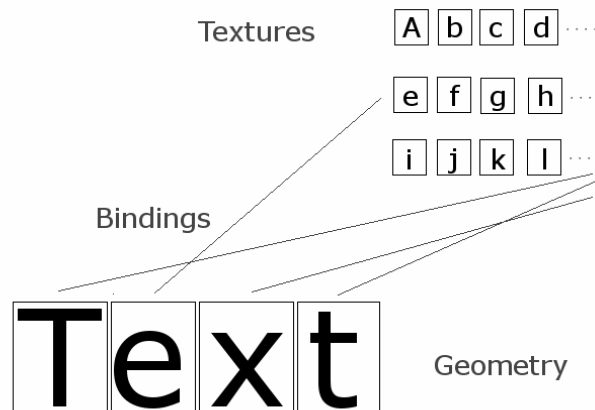 Textures
A b c d ....
e f g h ...
i j k l ...
Bindings
Text
Geometry